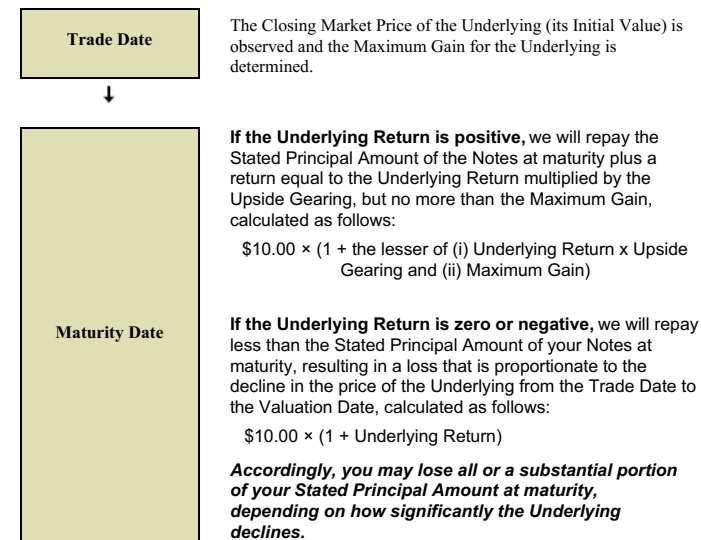 Trade Date
The Closing Market Price of the Underlying (its Initial Value) is
observed and the Maximum Gain for the Underlying is
determined.
If the Underlying Return is positive, we will repay the
Stated Principal Amount of the Notes at maturity plus a
return equal to the Underlying Return multiplied by the
Upside Gearing, but no more than the Maximum Gain,
calculated as follows:
$10.00 × (1 + the lesser of (i) Underlying Return x Upside
Gearing and (ii) Maximum Gain)
Maturity Date
If the Underlying Return is zero or negative, we will repay
less than the Stated Principal Amount of your Notes at
maturity, resulting in a loss that is proportionate to the
decline in the price of the Underlying from the Trade Date to
the Valuation Date, calculated as follows:
$10.00 × (1 + Underlying Return)
Accordingly, you may lose all or a substantial portion
of your Stated Principal Amount at maturity,
depending on how significantly the Underlying
declines.